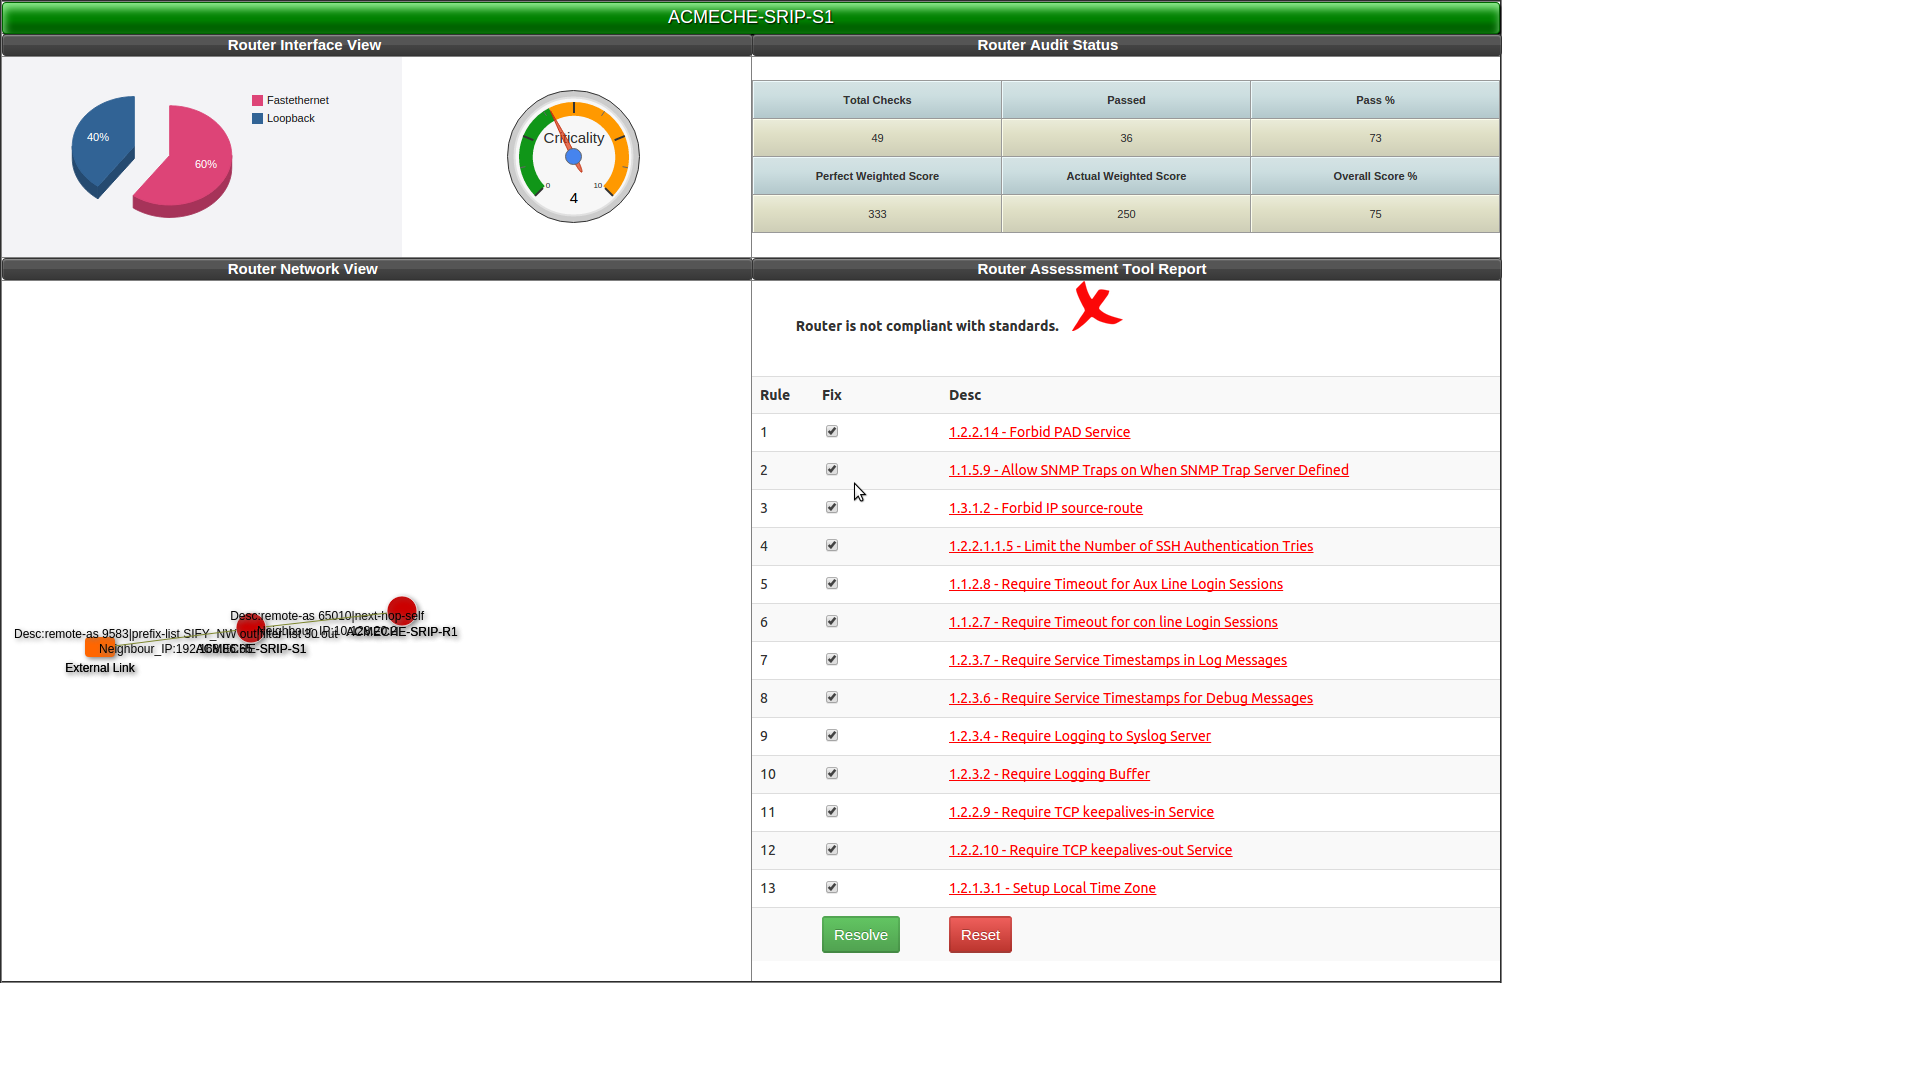 ACMECHE-SRIP-S1
Router Interface View
Router Audit Status
40%
60%
Fastethernet
Loopback
Criticality
0
10
4
Total Checks Passed Pass %
49 36 73
Perfect Weighted Score Actual Weighted Score Overall Score %
333 250 75
Router Network View
Router Assessment Tool Report
Desc:remote-as 65010|next-hop-self
ACMECHE-SRIP-R1
Desc:remote-as 9583|prefix-list SIFY_NW
ACMECHE-SRIP-S1
External Link
Router is not compliant with standards.
Rule Fix Desc
1 1.2.2.14 - Forbid PAD Service
2 1.1.5.9 - Allow SNMP Traps on When SNMP Trap Server Defined
3 1.3.1.2 - Forbid IP source-route
4 1.2.2.1.1.5 - Limit the Number of SSH Authentication Tries
5 1.1.2.8 - Require Timeout for Aux Line Login Sessions
6 1.1.2.7 - Require Timeout for con line Login Sessions
7 1.2.3.7 - Require Service Timestamps in Log Messages
8 1.2.3.6 - Require Service Timestamps for Debug Messages
9 1.2.3.4 - Require Logging to Syslog Server
10 1.2.3.2 - Require Logging Buffer
11 1.2.2.9 - Require TCP keepalives-in Service
12 1.2.2.10 - Require TCP keepalives-out Service
13 1.2.1.3.1 - Setup Local Time Zone
Resolve Reset